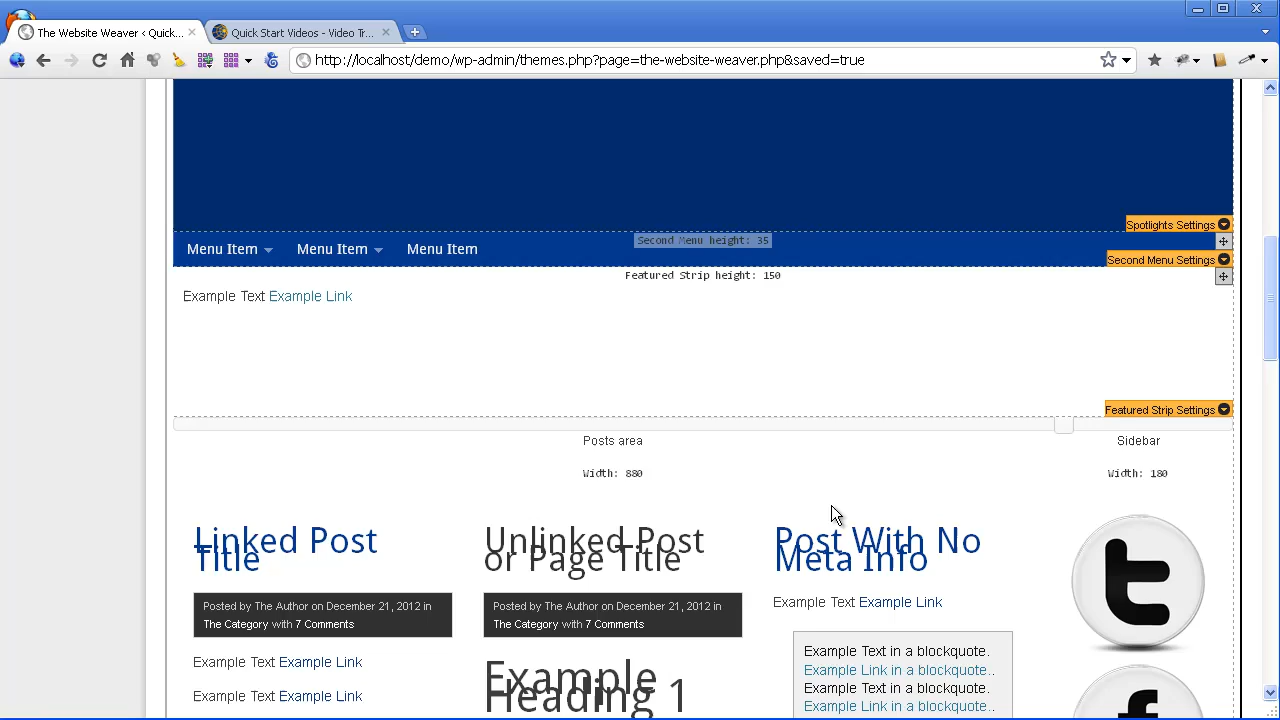 The Website Weaver ‹ Quick...
Quick Start Videos - Video Tr...
http://localhost/demo/wp-admin/themes.php?page=the-website-weaver.php&saved=true
Spotlights Settings
Menu Item
Menu Item
Menu Item
Second Menu height: 35
Second Menu Settings
Featured Strip height: 150
Example Text Example Link
Featured Strip Settings
Posts area
Sidebar
Width: 880
Width: 180
Linked Post
Title
Posted by The Author on December 21, 2012 in
The Category with 7 Comments
Example Text Example Link
Example Text Example Link
Unlinked Post
or Page Title
Posted by The Author on December 21, 2012 in
The Category with 7 Comments
Example
Heading 1
Post With No
Meta Info
Example Text Example Link
Example Text in a blockquote.
Example Link in a blockquote..
Example Text in a blockquote.
Example Link in a blockquote..
t
f